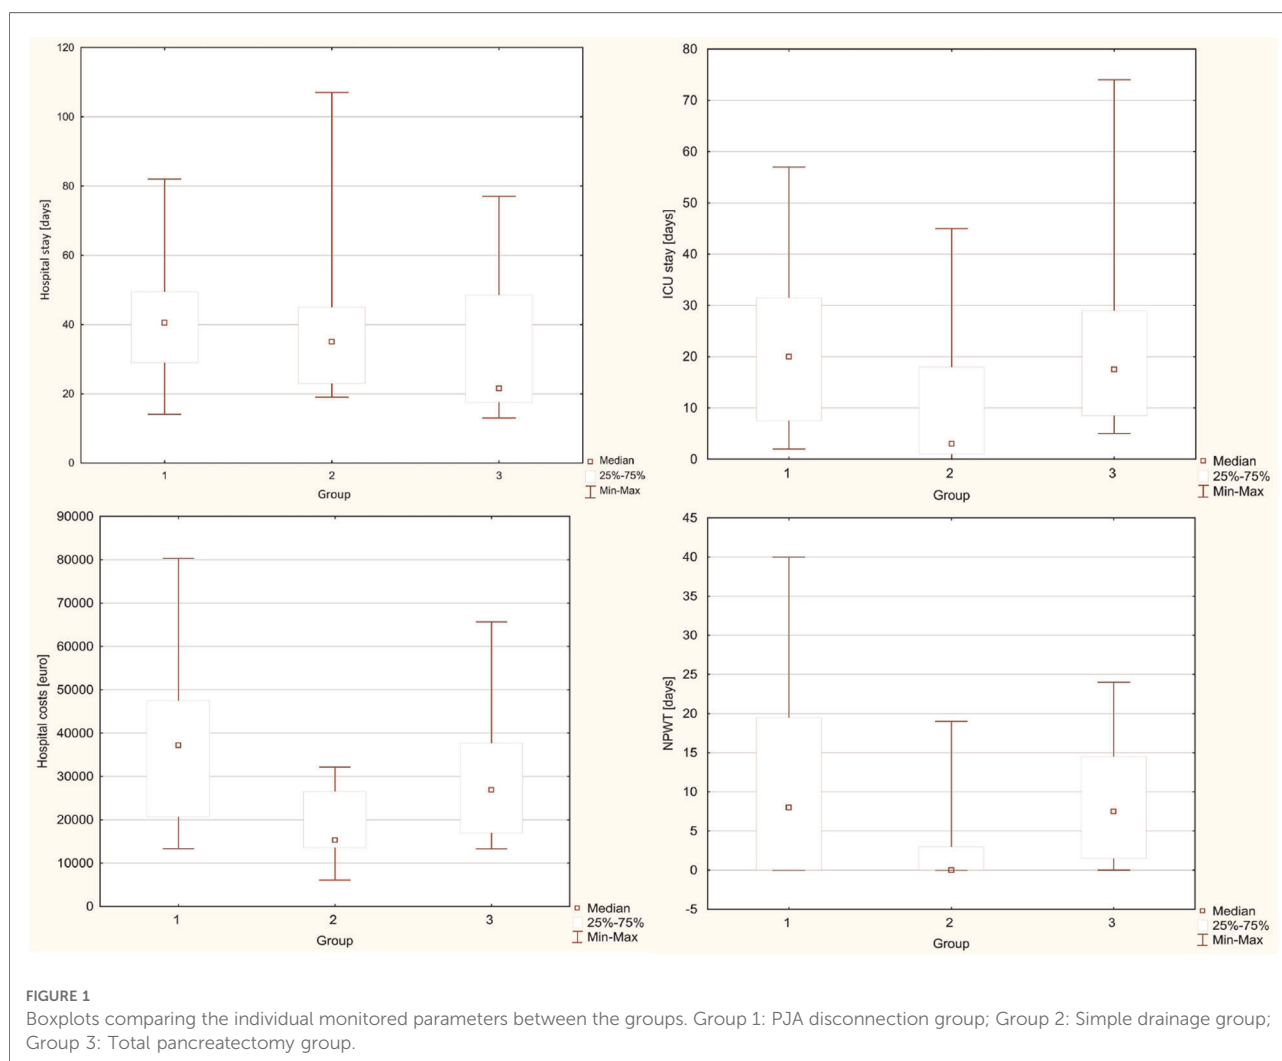 120
100
80
60
40
20
0
Hospital stay [days]
1 2 3
Group
Median
25%-75%
Min-Max
80
70
60
50
40
30
20
10
0
ICU stay [days]
1 2 3
Group
Median
25%-75%
Min-Max
90000
80000
70000
60000
50000
40000
30000
20000
10000
0
Hospital costs [euro]
1 2 3
Group
Median
25%-75%
Min-Max
45
40
35
30
25
20
15
10
5
0
-5
NPWT [days]
1 2 3
Group
Median
25%-75%
Min-Max
FIGURE 1
Boxplots comparing the individual monitored parameters between the groups. Group 1: PJA disconnection group; Group 2: Simple drainage group;
Group 3: Total pancreatectomy group.